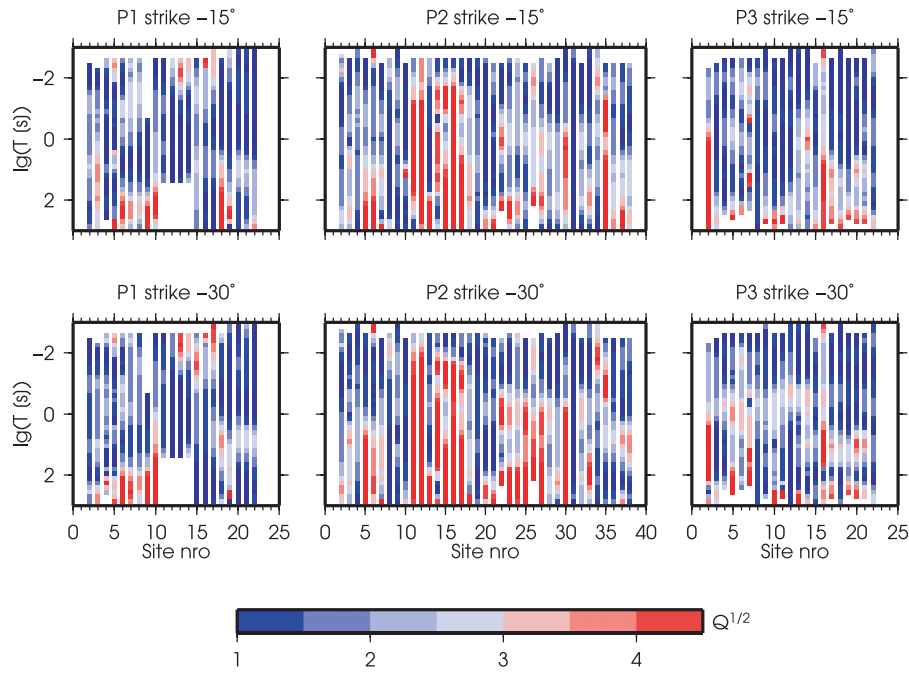 P1 strike −15° P2 strike −15° P3 strike −15°
lg(T (s))
−2
0
2
P1 strike −30° P2 strike −30° P3 strike −30°
lg(T (s))
−2
0
2
0 5 10 15 20 25 0 5 10 15 20 25 30 35 40 0 5 10 15 20 25
Site nro Site nro Site nro
Q^{1/2}
1 2 3 4